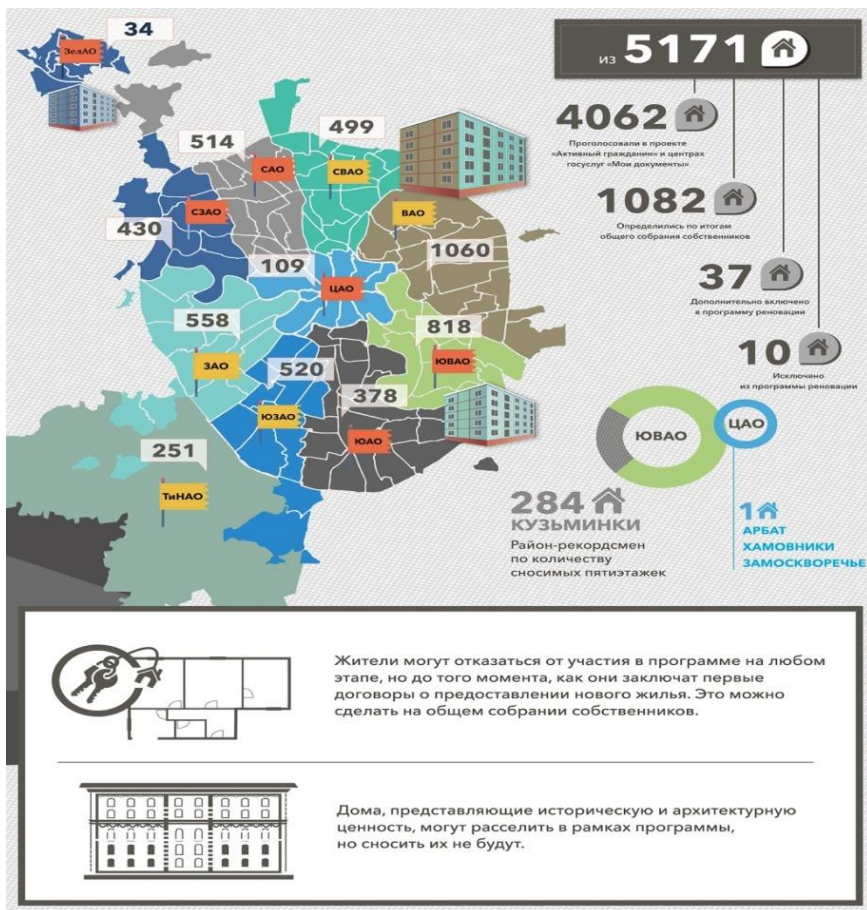 34
ЗелАО
из 5171
514
499
4062
Проголосовали в проекте
«Активный гражданин» и центрах
госуслуг «Мои документы»
САО
СВАО
СЗАО
ВАО
1082
Определились по итогам
общего собрания собственников
430
109
1060
ЦАО
37
Дополнительно включено
в программу реновации
558
818
ЗАО
520
ЮВАО
10
Исключено
из программы реновации
378
ЮЗАО
ЮАО
ЮВАО
ЦАО
251
ТиНАО
284
КУЗЬМИНКИ
Район-рекордсмен
по количеству
сносимых пятиэтажек
1
АРБАТ
ХАМОВНИКИ
ЗАМОСКВОРЕЧЬЕ
Жители могут отказаться от участия в программе на любом
этапе, но до того момента, как они заключат первые
договоры о предоставлении нового жилья. Это можно
сделать на общем собрании собственников.
Дома, представляющие историческую и архитектурную
ценность, могут расселить в рамках программы,
но сносить их не будут.